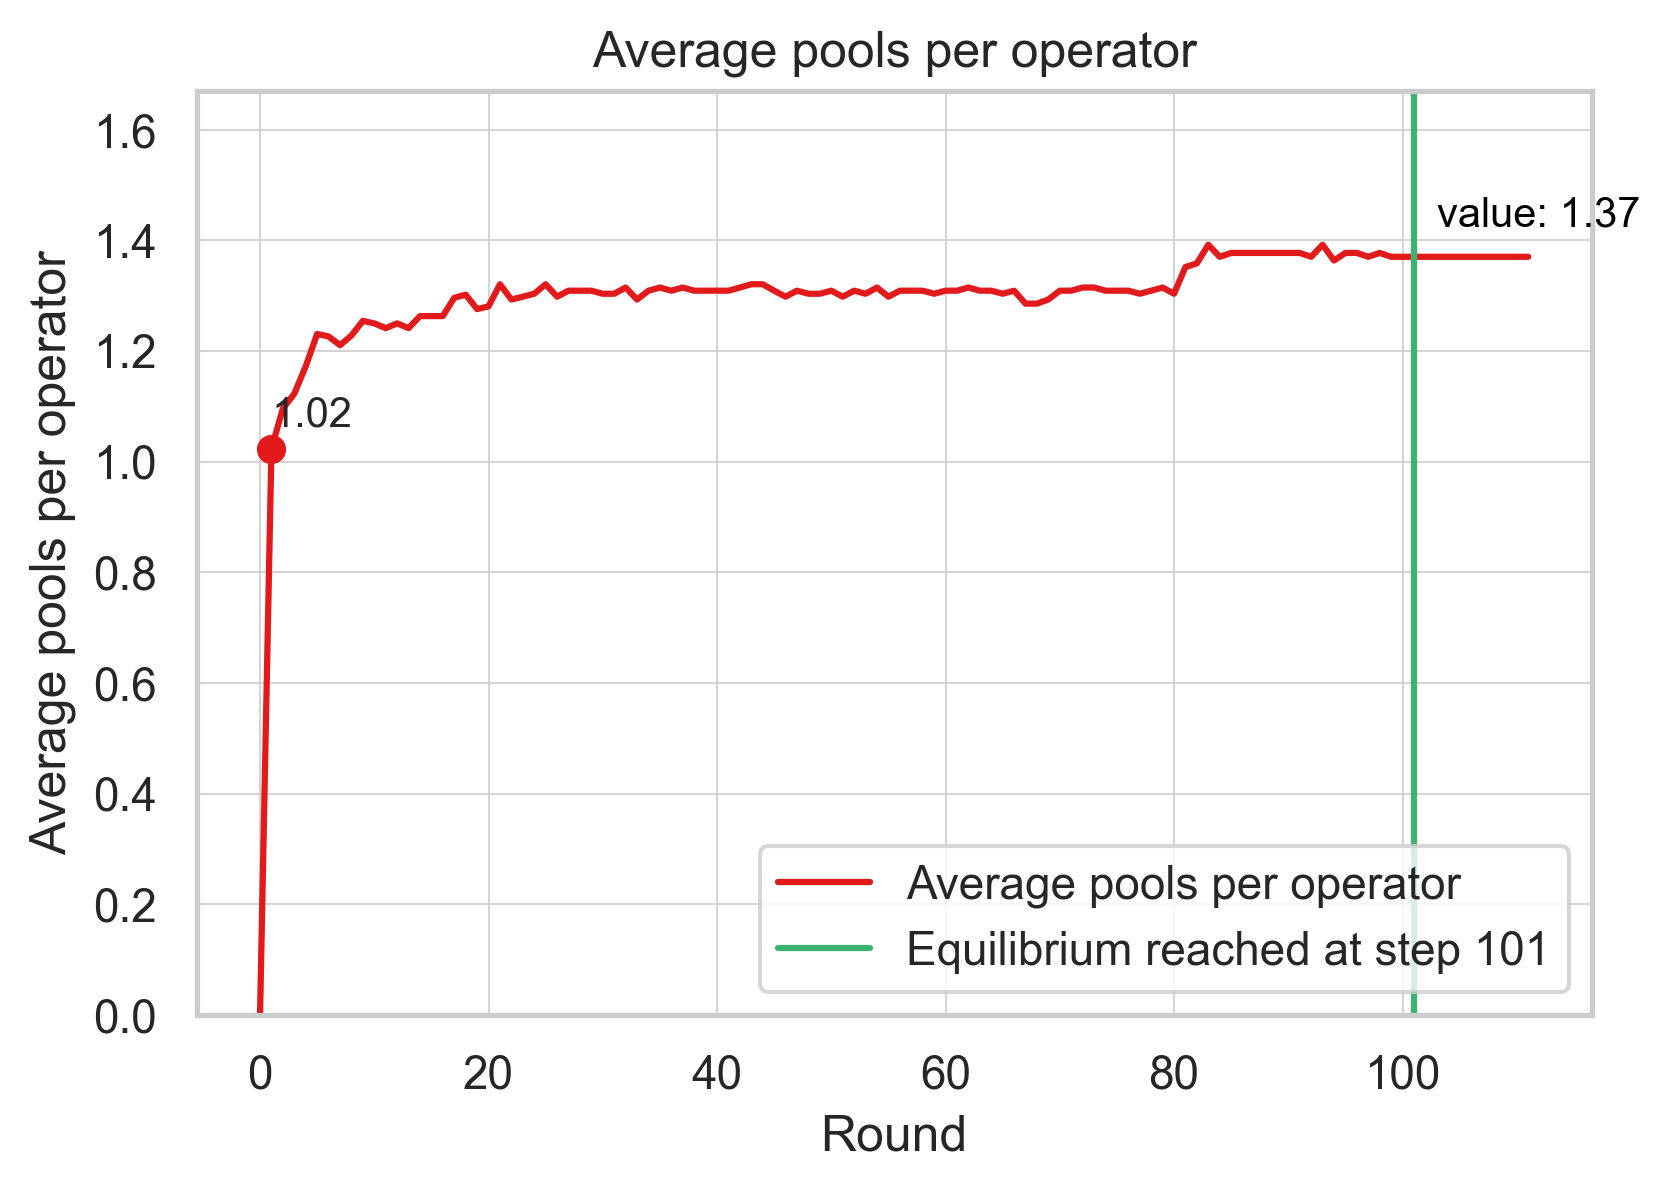 Average pools per operator
Average pools per operator
1.6
1.4
1.2
1.0
0.8
0.6
0.4
0.2
0.0
value: 1.37
1.02
Average pools per operator
Equilibrium reached at step 101
0 20 40 60 80 100
Round